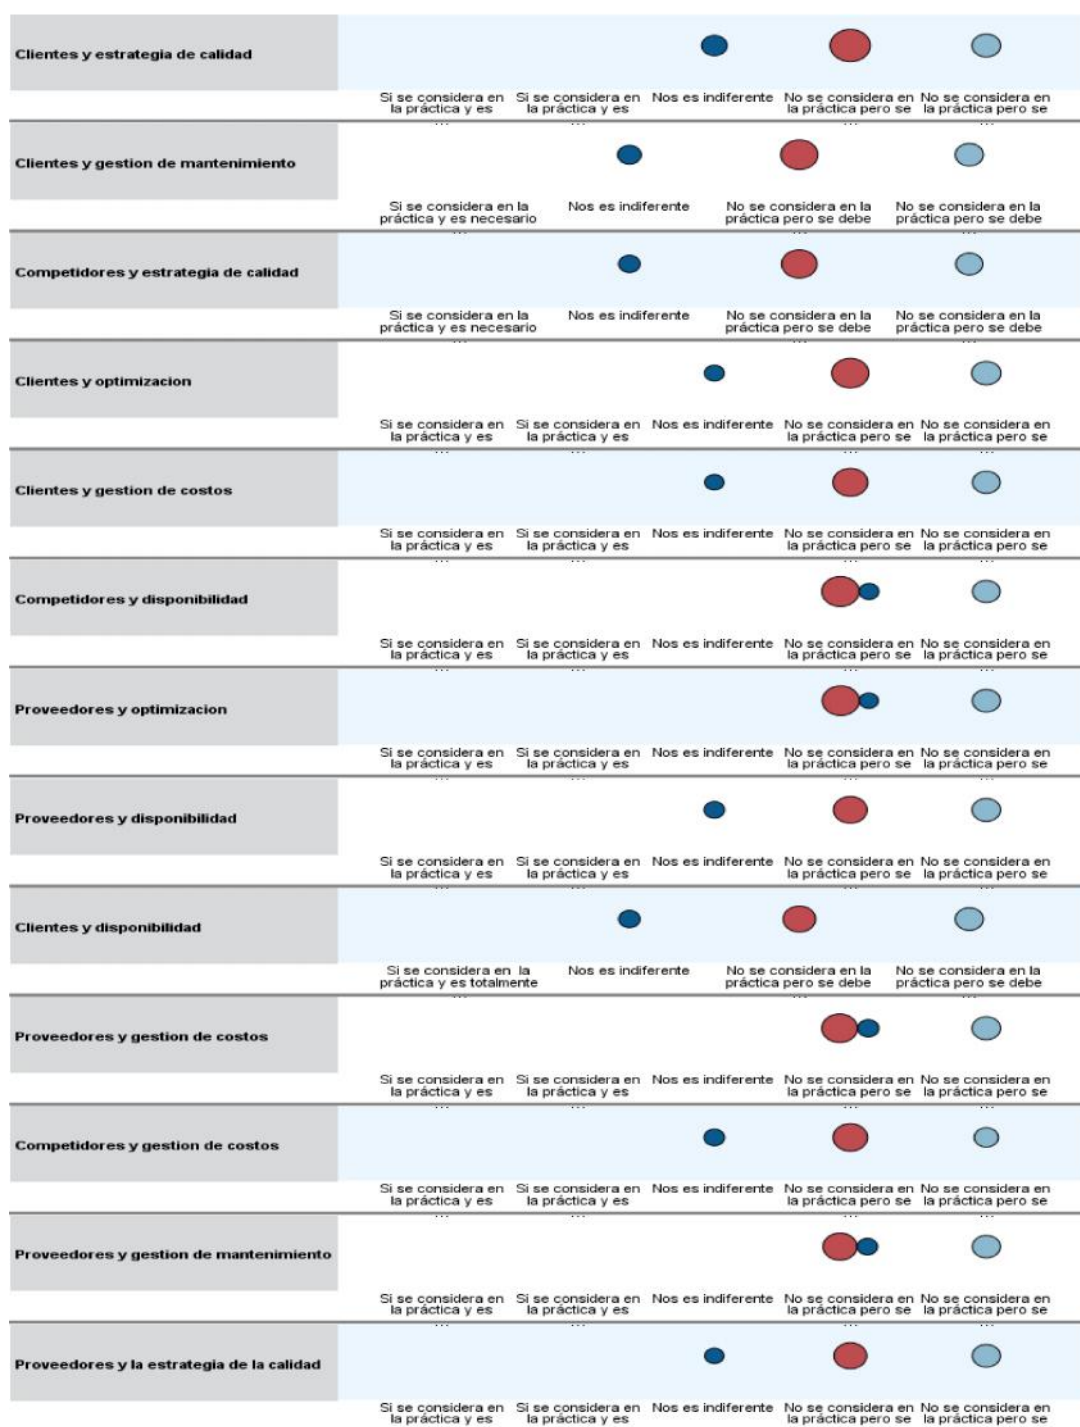 Clientes y estrategia de calidad
Si se considera en Si se considera en Nos es indiferente No se considera en No se considera en
la práctica y es la práctica y es la práctica pero se la práctica pero se
... ... ... ...
Clientes y gestion de mantenimiento
Si se considera en la Nos es indiferente No se considera en la No se considera en la
práctica y es necesario práctica pero se debe práctica pero se debe
... ... ...
Competidores y estrategia de calidad
Si se considera en la Nos es indiferente No se considera en la No se considera en la
práctica y es necesario práctica pero se debe práctica pero se debe
... ... ...
Clientes y optimizacion
Si se considera en Si se considera en Nos es indiferente No se considera en No se considera en
la práctica y es la práctica y es la práctica pero se la práctica pero se
... ... ... ...
Clientes y gestion de costos
Si se considera en Si se considera en Nos es indiferente No se considera en No se considera en
la práctica y es la práctica y es la práctica pero se la práctica pero se
... ... ... ...
Competidores y disponibilidad
Si se considera en Si se considera en Nos es indiferente No se considera en No se considera en
la práctica y es la práctica y es la práctica pero se la práctica pero se
... ... ... ...
Proveedores y optimizacion
Si se considera en Si se considera en Nos es indiferente No se considera en No se considera en
la práctica y es la práctica y es la práctica pero se la práctica pero se
... ... ... ...
Proveedores y disponibilidad
Si se considera en Si se considera en Nos es indiferente No se considera en No se considera en
la práctica y es la práctica y es la práctica pero se la práctica pero se
... ... ... ...
Clientes y disponibilidad
Si se considera en la Nos es indiferente No se considera en la No se considera en la
práctica y es totalmente práctica pero se debe práctica pero se debe
... ... ...
Proveedores y gestion de costos
Si se considera en Si se considera en Nos es indiferente No se considera en No se considera en
la práctica y es la práctica y es la práctica pero se la práctica pero se
... ... ... ...
Competidores y gestion de costos
Si se considera en Si se considera en Nos es indiferente No se considera en No se considera en
la práctica y es la práctica y es la práctica pero se la práctica pero se
... ... ... ...
Proveedores y gestion de mantenimiento
Si se considera en Si se considera en Nos es indiferente No se considera en No se considera en
la práctica y es la práctica y es la práctica pero se la práctica pero se
... ... ... ...
Proveedores y la estrategia de la calidad
Si se considera en Si se considera en Nos es indiferente No se considera en No se considera en
la práctica y es la práctica y es la práctica pero se la práctica pero se